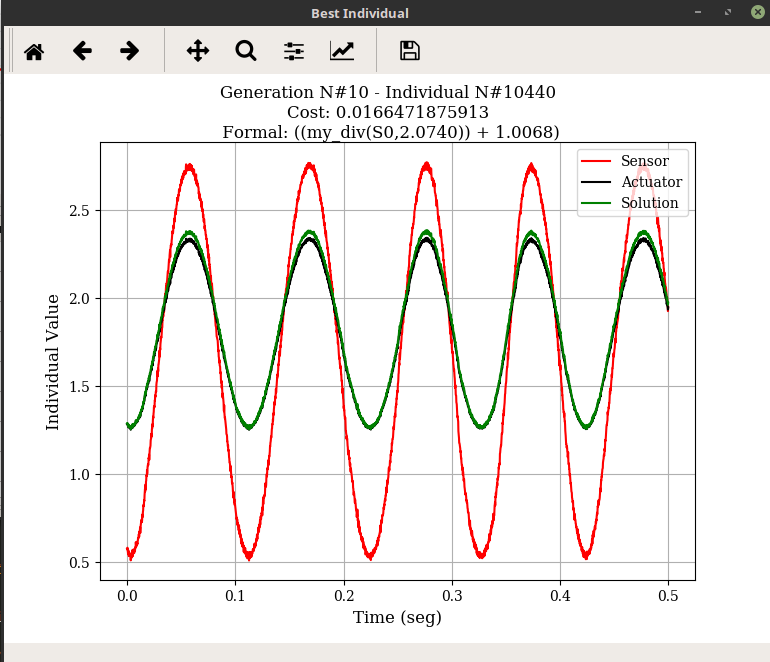 Best Individual
Generation N#10 - Individual N#10440
Cost: 0.0166471875913
Formal: ((my_div(S0,2.0740)) + 1.0068)
Sensor
Actuator
Solution
2.5
2.0
1.5
1.0
0.5
Individual Value
0.0 0.1 0.2 0.3 0.4 0.5
Time (seg)